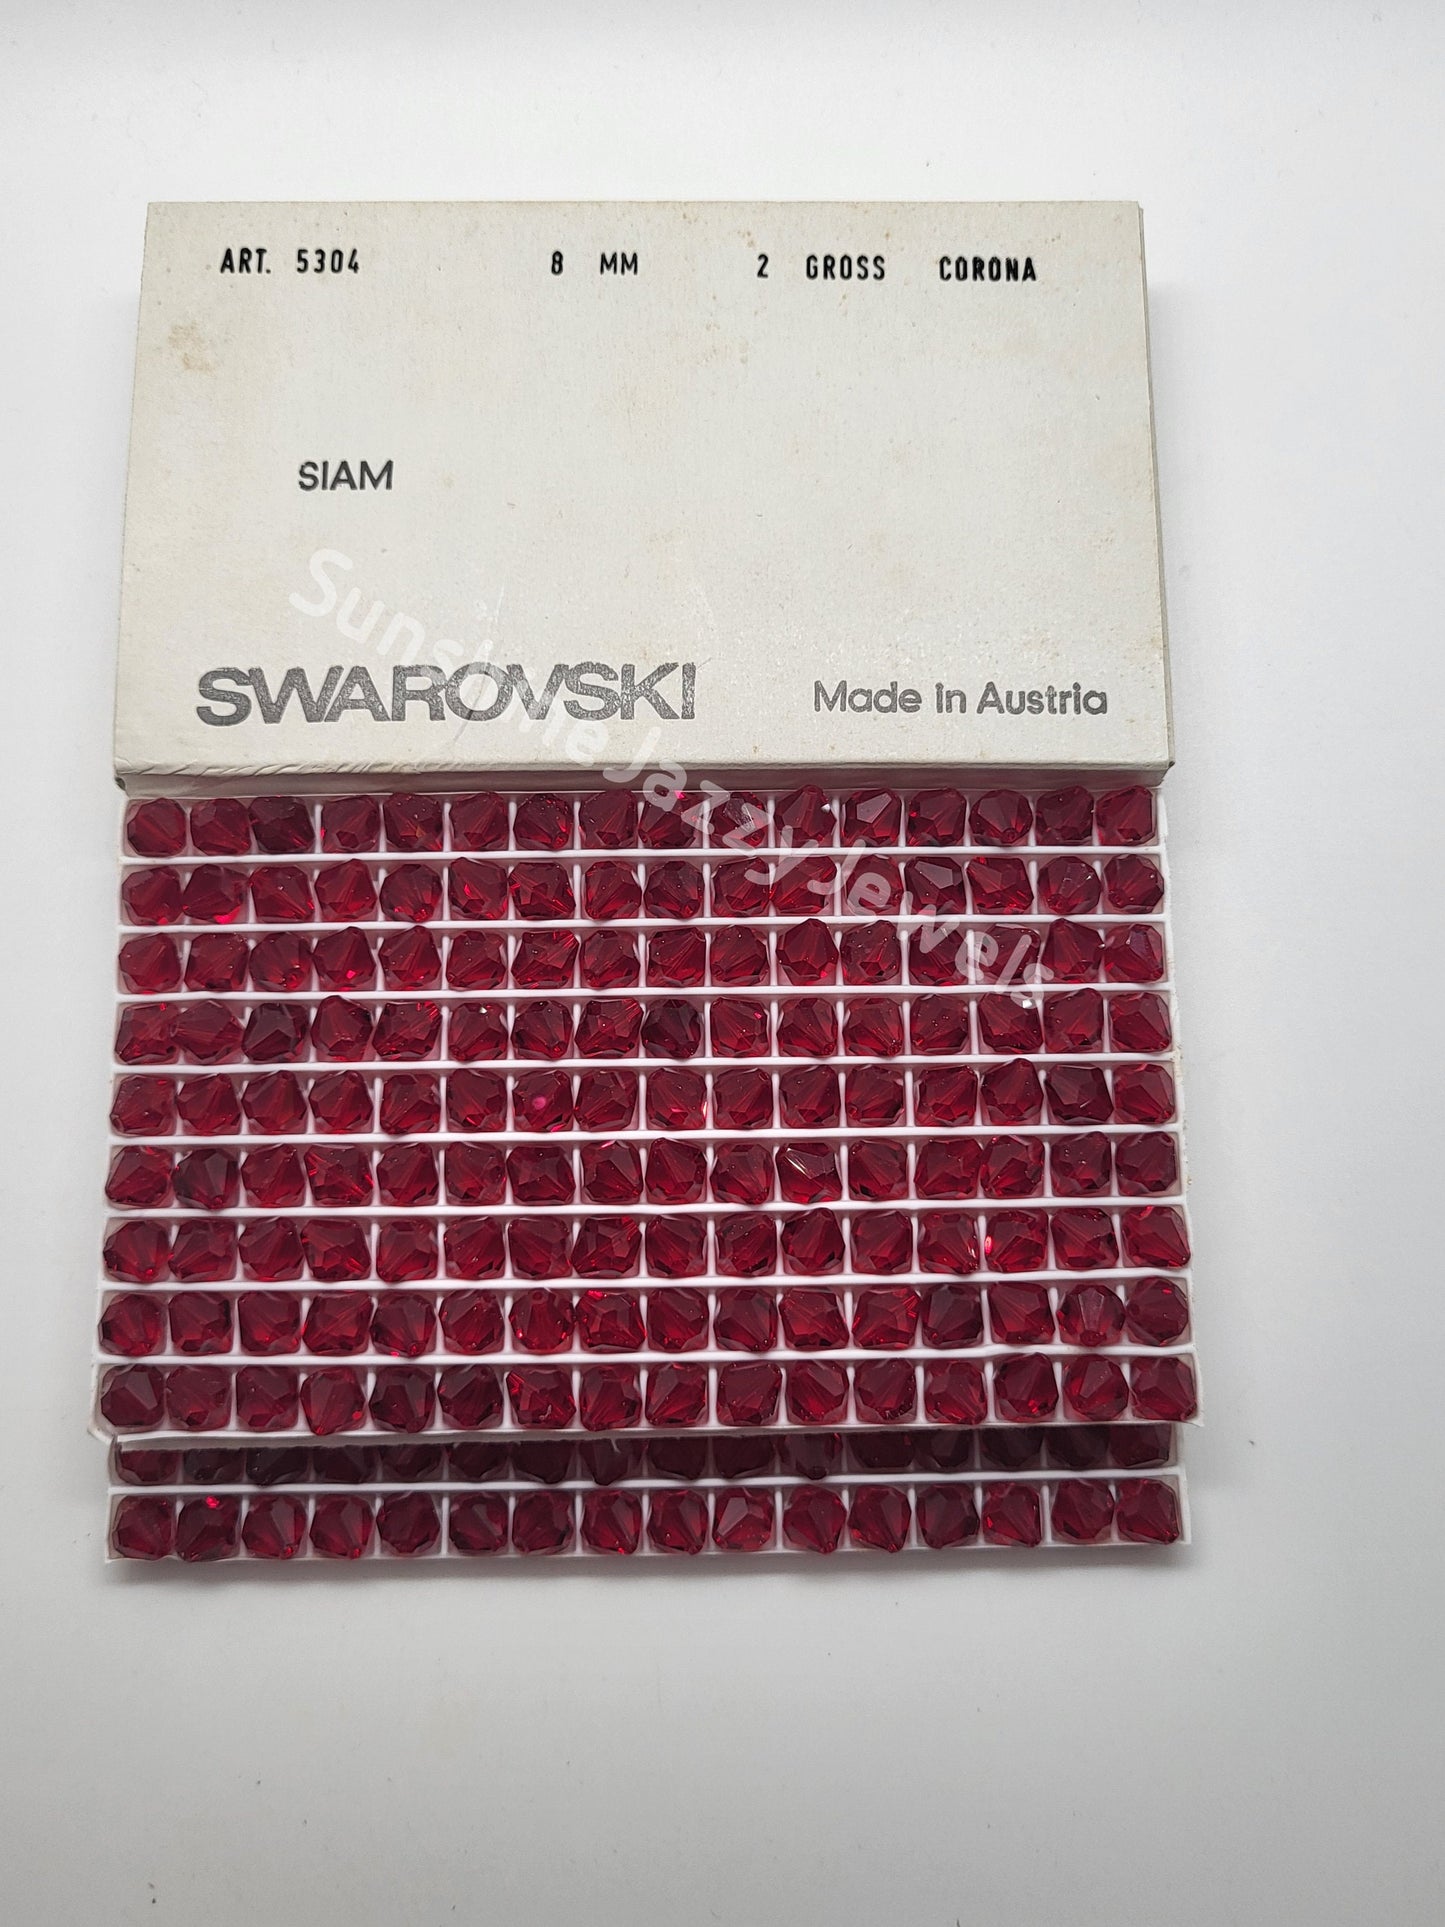 ART. 5304 8 MM 2 GROSS CORONA
SIAM
SWAROVSKI Made in Austria
Sunshine Jazzy Jewels